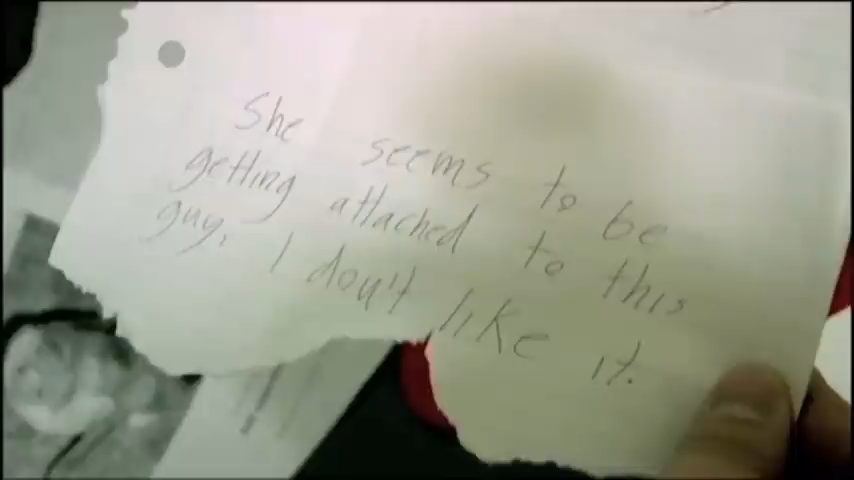 She seems to be
getting attached to this
guy, I don't like it.